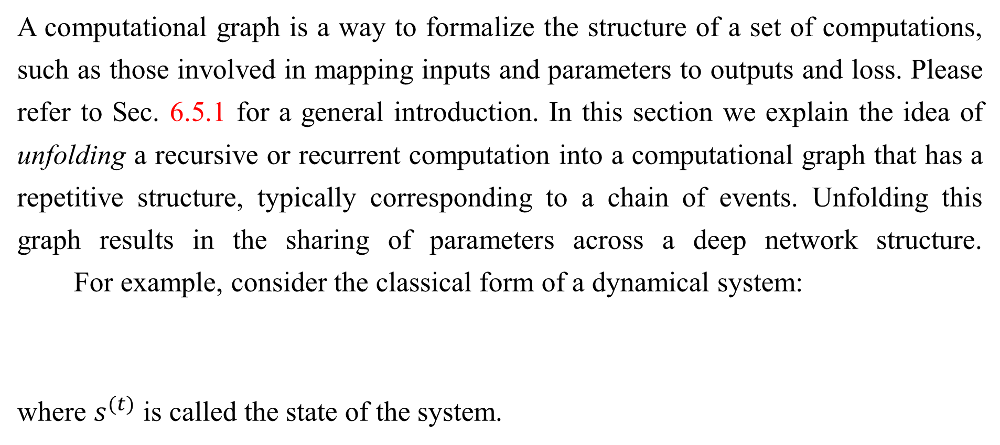 A computational graph is a way to formalize the structure of a set of computations,
such as those involved in mapping inputs and parameters to outputs and loss. Please
refer to Sec. 6.5.1 for a general introduction. In this section we explain the idea of
unfolding a recursive or recurrent computation into a computational graph that has a
repetitive structure, typically corresponding to a chain of events. Unfolding this
graph results in the sharing of parameters across a deep network structure.
For example, consider the classical form of a dynamical system:
where s^(t) is called the state of the system.